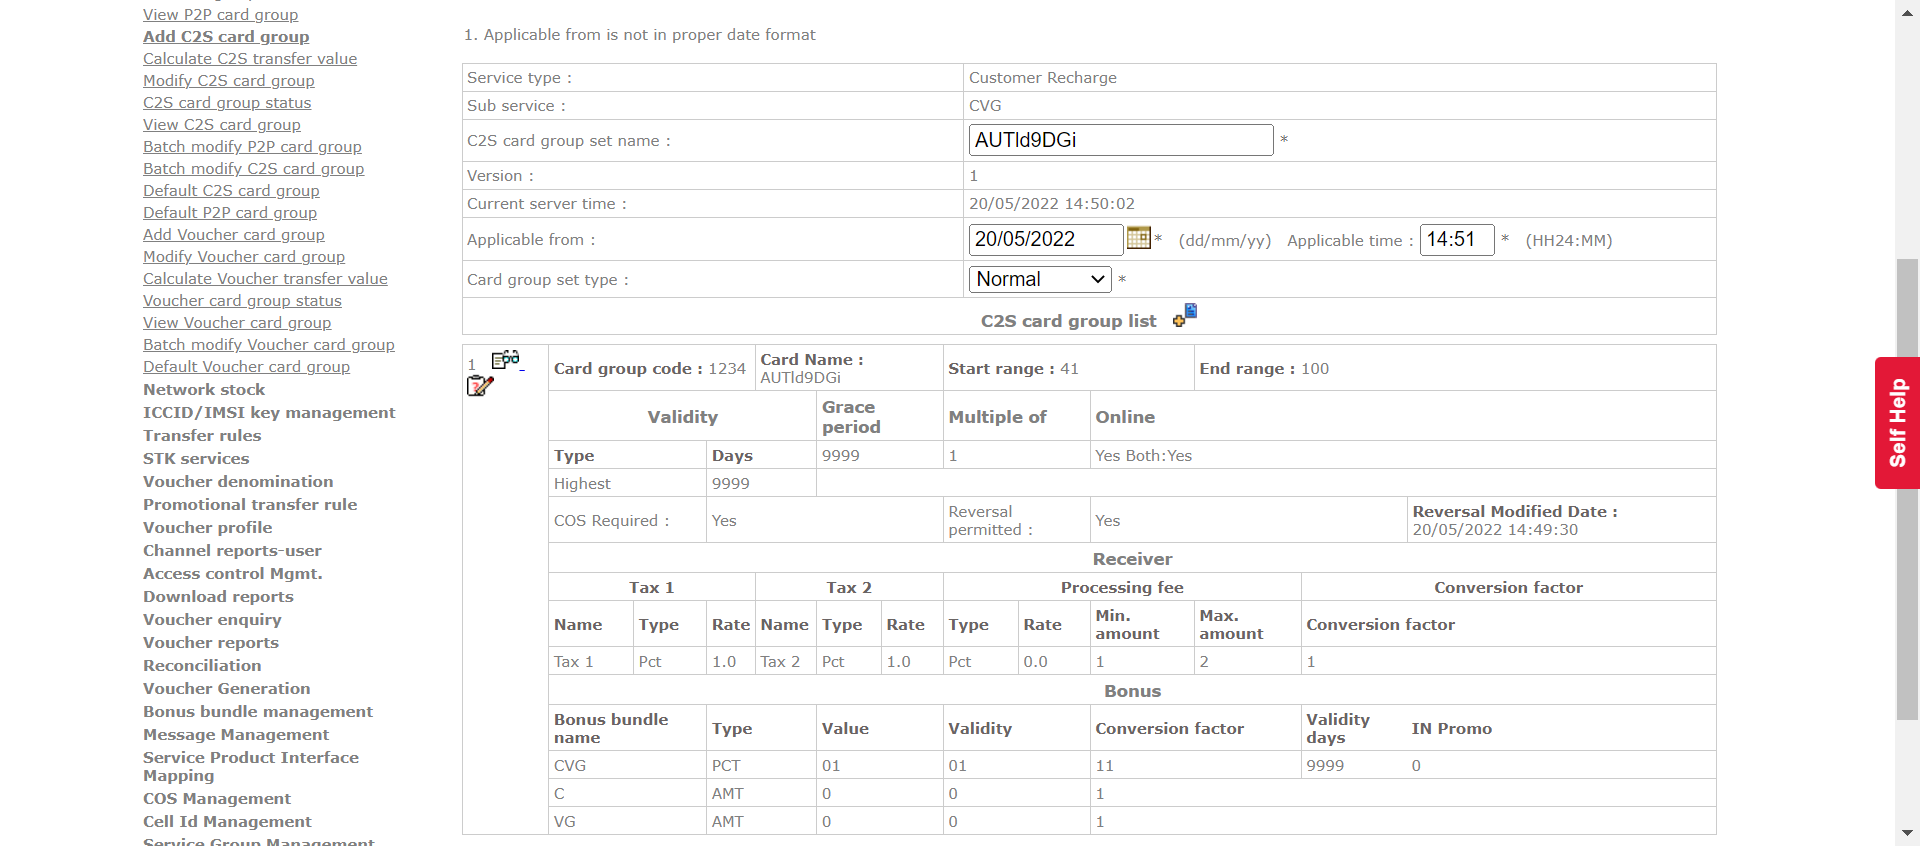 View P2P card group
Add C2S card group
Calculate C2S transfer value
Modify C2S card group
C2S card group status
View C2S card group
Batch modify P2P card group
Batch modify C2S card group
Default C2S card group
Default P2P card group
Add Voucher card group
Modify Voucher card group
Calculate Voucher transfer value
Voucher card group status
View Voucher card group
Batch modify Voucher card group
Default Voucher card group
Network stock
ICCID/IMSI key management
Transfer rules
STK services
Voucher denomination
Promotional transfer rule
Voucher profile
Channel reports-user
Access control Mgmt.
Download reports
Voucher enquiry
Voucher reports
Reconciliation
Voucher Generation
Bonus bundle management
Message Management
Service Product Interface
Mapping
COS Management
Cell Id Management
Service Group Management
1. Applicable from is not in proper date format
Service type : Customer Recharge
Sub service : CVG
C2S card group set name : AUTld9DGi *
Version : 1
Current server time : 20/05/2022 14:50:02
Applicable from : 20/05/2022 * (dd/mm/yy) Applicable time : 14:51 * (HH24:MM)
Card group set type : Normal *
C2S card group list
1 Card group code : 1234 Card Name : AUTld9DGi Start range : 41 End range : 100
Validity Grace period Multiple of Online
Type Days 9999 1 Yes Both:Yes
Highest 9999
COS Required : Yes Reversal permitted : Yes Reversal Modified Date : 20/05/2022 14:49:30
Receiver
Tax 1 Tax 2 Processing fee Conversion factor
Name Type Rate Name Type Rate Type Rate Min. amount Max. amount Conversion factor
Tax 1 Pct 1.0 Tax 2 Pct 1.0 Pct 0.0 1 2 1
Bonus
Bonus bundle name Type Value Validity Conversion factor Validity days IN Promo
CVG PCT 01 01 11 9999 0
C AMT 0 0 1
VG AMT 0 0 1
Self Help